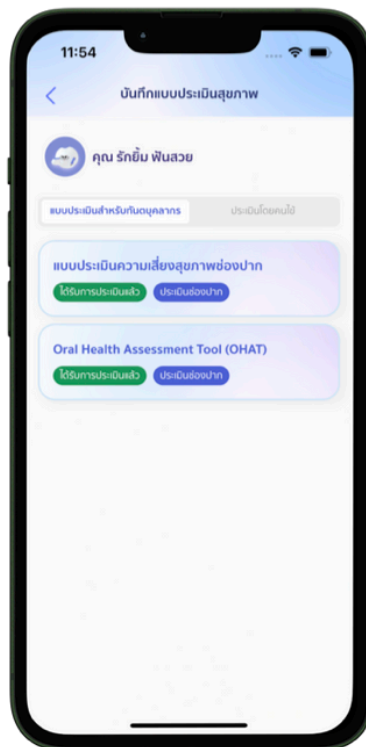 11:54
บันทึกแบบประเมินสุขภาพ
คุณ รักยิ้ม ฟันสวย
แบบประเมินสำหรับทันตบุคลากร ประเมินโดยคนไข้
แบบประเมินความเสี่ยงสุขภาพช่องปาก
ได้รับการประเมินแล้ว ประเมินช่องปาก
Oral Health Assessment Tool (OHAT)
ได้รับการประเมินแล้ว ประเมินช่องปาก